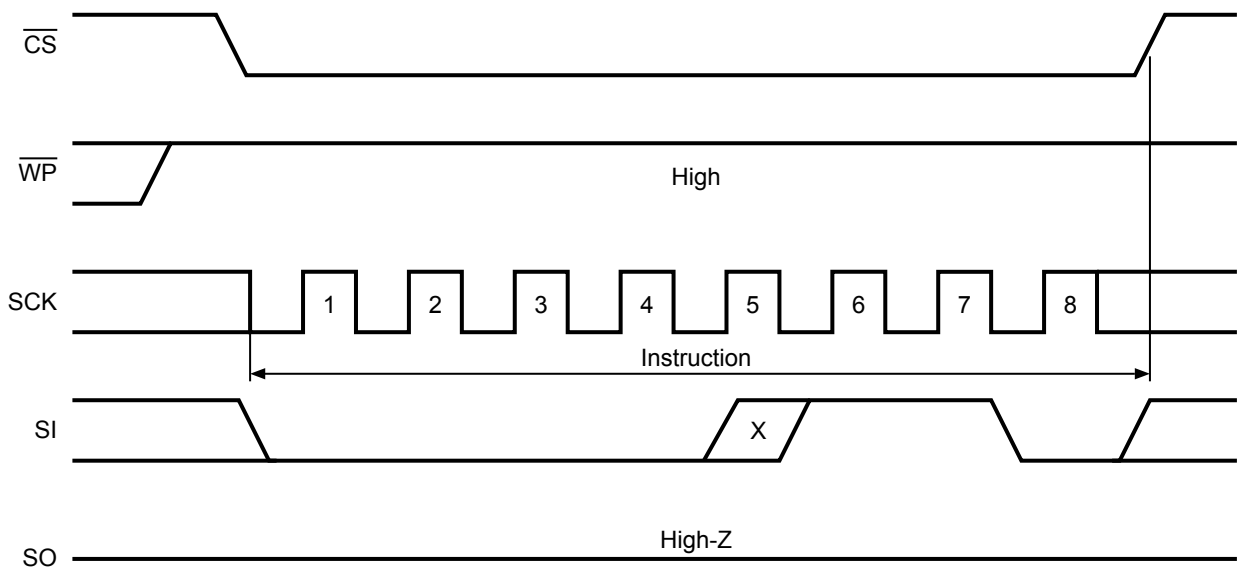 CS
WP
High
SCK
1 2 3 4 5 6 7 8
Instruction
SI
X
High-Z
SO